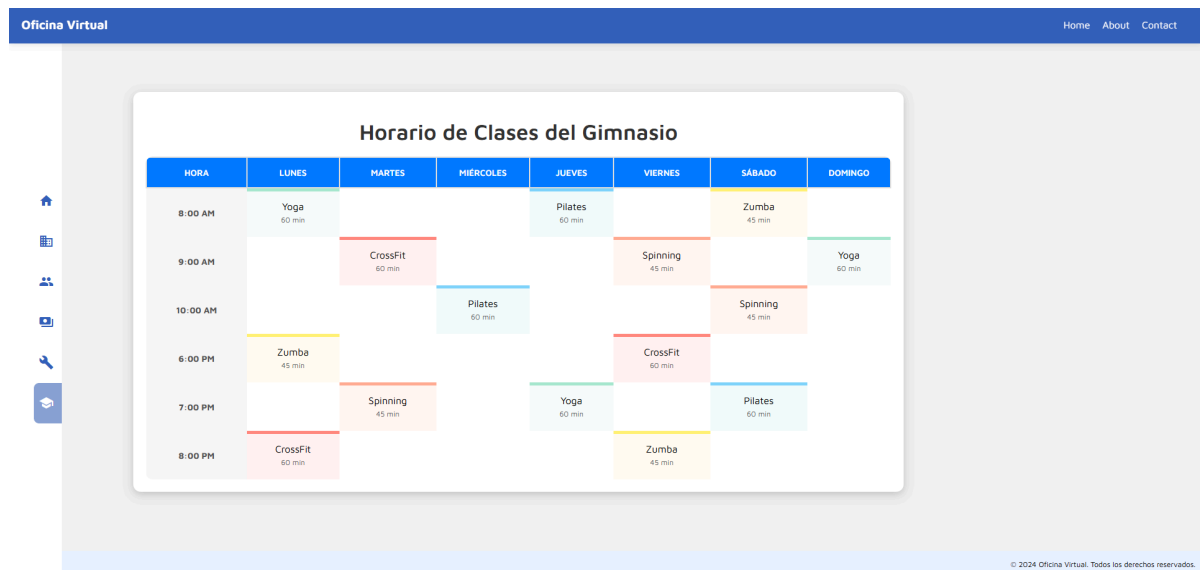 Oficina Virtual
Home About Contact
Horario de Clases del Gimnasio
HORA LUNES MARTES MIÉRCOLES JUEVES VIERNES SÁBADO DOMINGO
8:00 AM Yoga Pilates Zumba
60 min 60 min 45 min
9:00 AM CrossFit Spinning Yoga
60 min 45 min 60 min
10:00 AM Pilates Spinning
60 min 45 min
6:00 PM Zumba CrossFit
45 min 60 min
7:00 PM Spinning Yoga Pilates
45 min 60 min 60 min
8:00 PM CrossFit Zumba
60 min 45 min
© 2024 Oficina Virtual. Todos los derechos reservados.